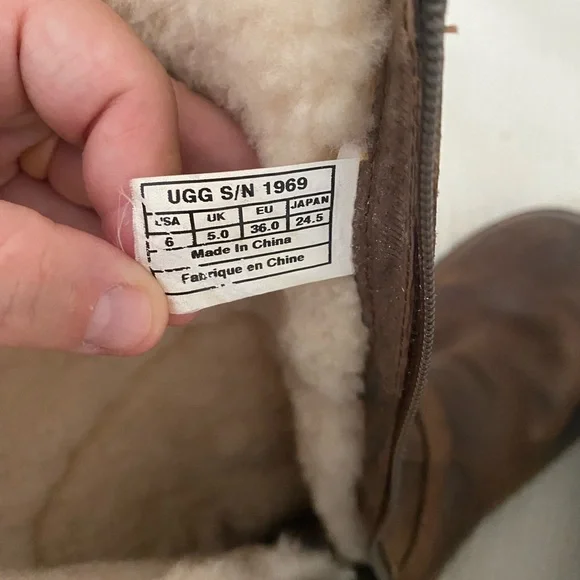 UGG S/N 1969
USA UK EU JAPAN
6 5.0 36.0 24.5
Made In China
Fabrique en Chine